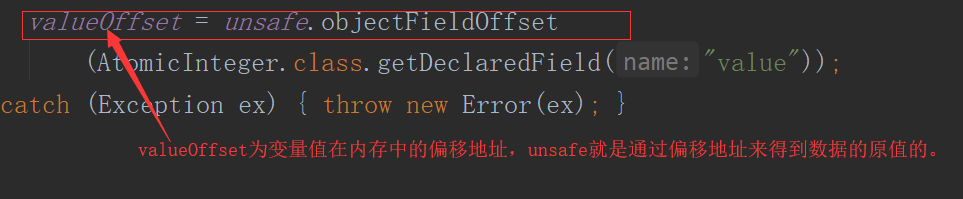 valueOffset = unsafe.objectFieldOffset
(AtomicInteger.class.getDeclaredField( name: "value"));
catch (Exception ex) { throw new Error(ex); }
valueOffset为变量值在内存中的偏移地址，unsafe就是通过偏移地址来得到数据的原值的。